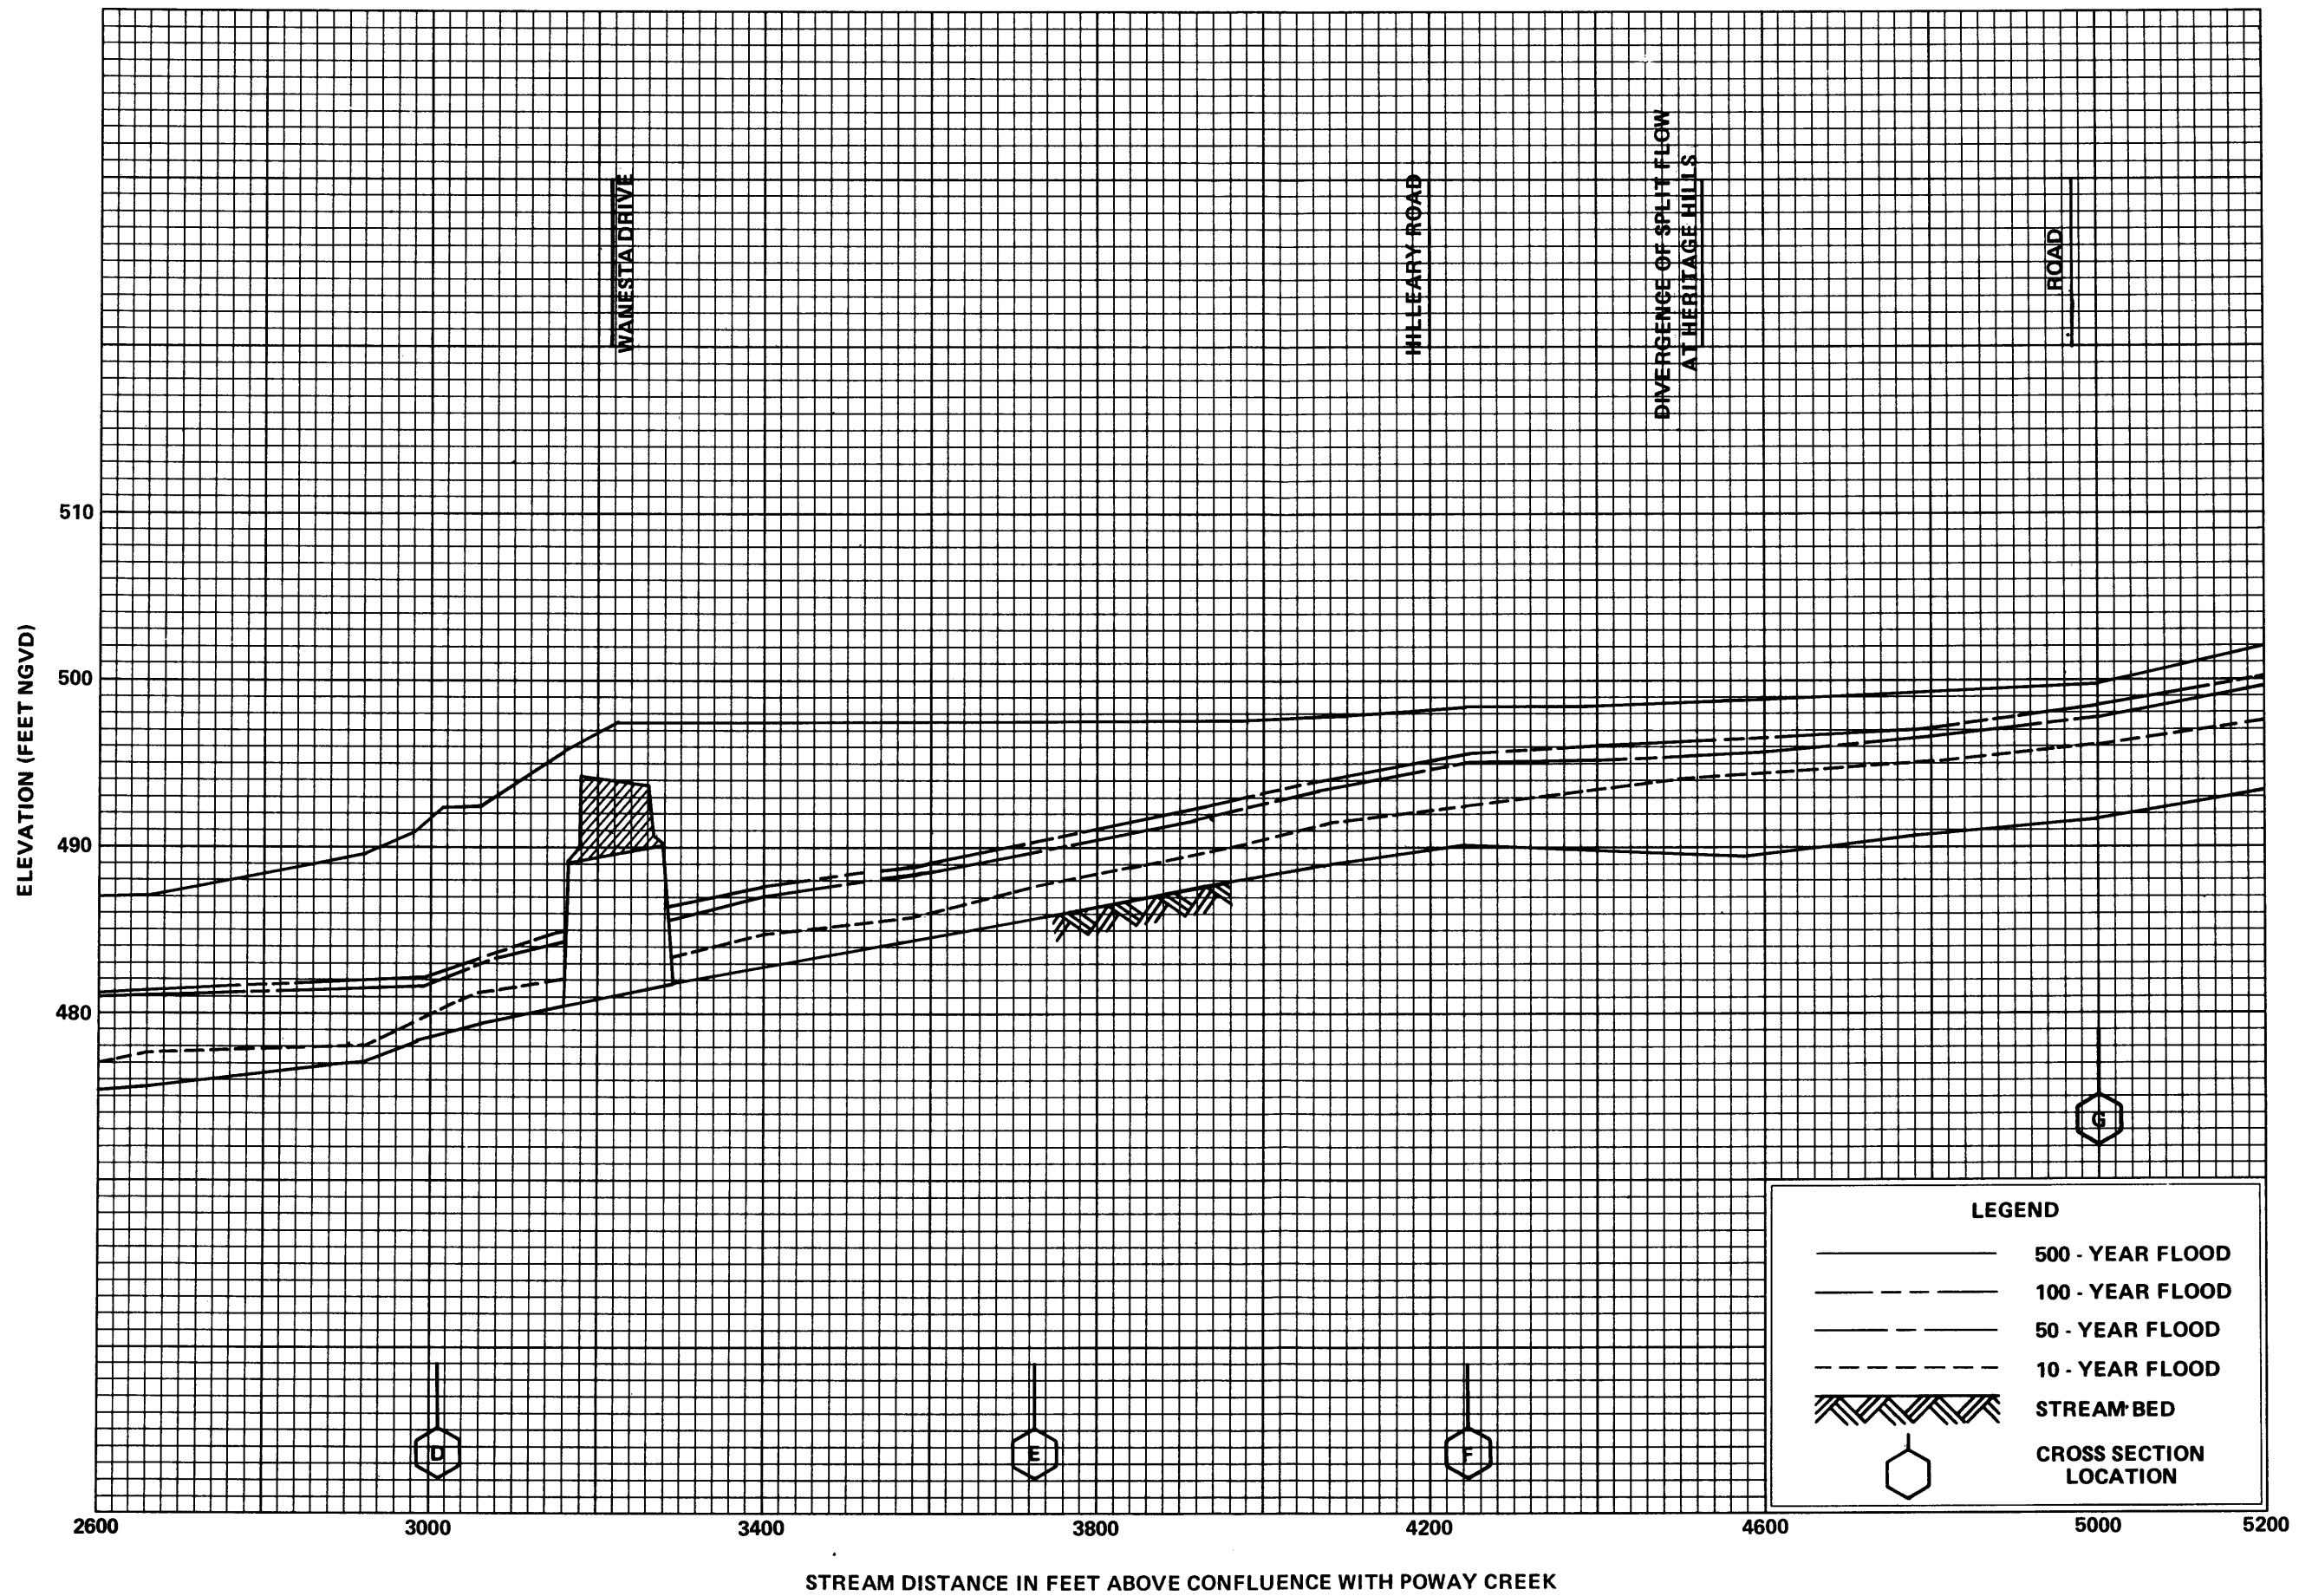 WANESTA DRIVE
HILLEARY ROAD
DIVERGENCE OF SPLIT FLOW
AT HERITAGE HILLS
ROAD
ELEVATION (FEET NGVD)
510
500
490
480
G
D
E
F
LEGEND
500 - YEAR FLOOD
100 - YEAR FLOOD
50 - YEAR FLOOD
10 - YEAR FLOOD
STREAM BED
CROSS SECTION
LOCATION
2600
3000
3400
3800
4200
4600
5000
5200
STREAM DISTANCE IN FEET ABOVE CONFLUENCE WITH POWAY CREEK